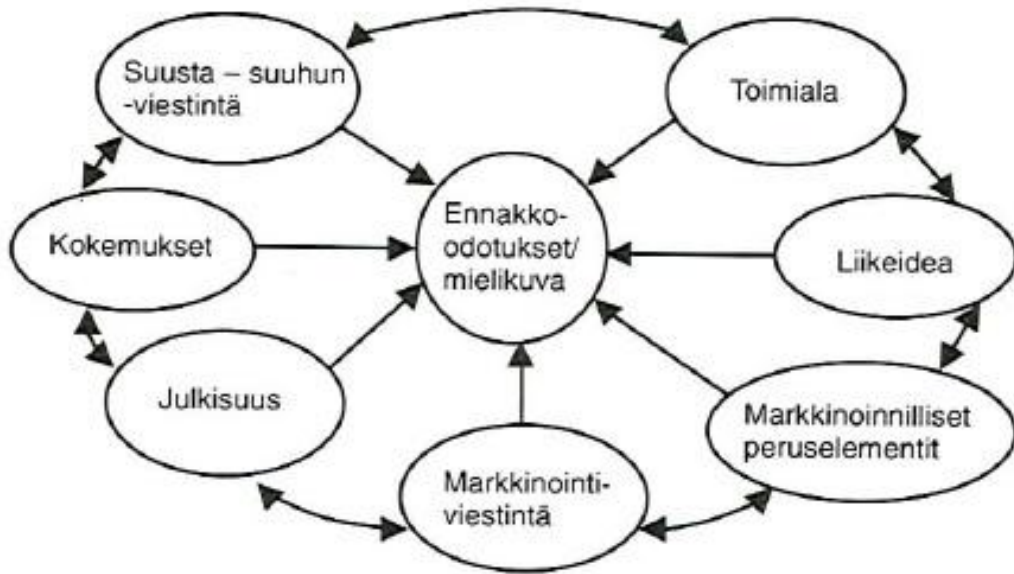 Suusta – suuhun
-viestintä
Toimiala
Ennakko-
odotukset/
mielikuva
Kokemukset
Liikeidea
Julkisuus
Markkinoinnilliset
peruselementit
Markkinointi-
viestintä